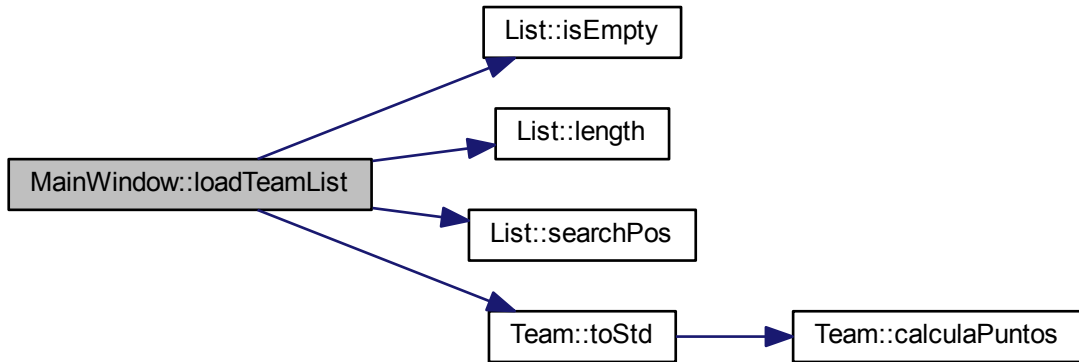 List::isEmpty
List::length
MainWindow::loadTeamList
List::searchPos
Team::toStd
Team::calculaPuntos